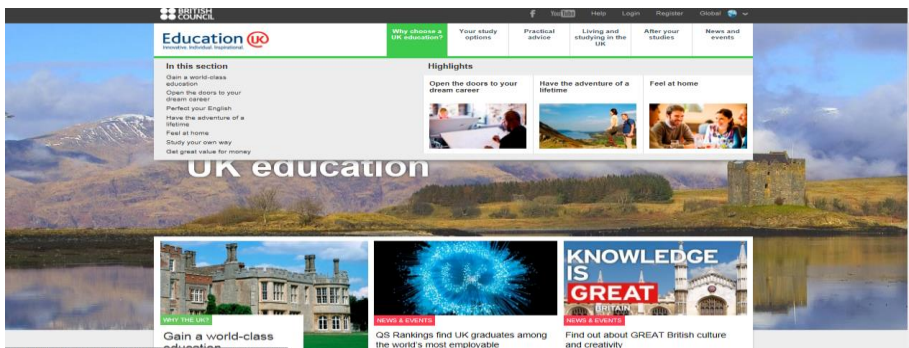 BRITISH
COUNCIL
f YouTube Help Login Register Global
Education UK
Innovative Individual Inspirational
Why choose a
UK education?
Your study
options
Practical
advice
Living and
studying in the
UK
After your
studies
News and
events
In this section
Gain a world-class
education
Open the doors to your
dream career
Perfect your English
Have the adventure of a
lifetime
Feel at home
Study your own way
Get great value for money
Highlights
Open the doors to your
dream career
Have the adventure of a
lifetime
Feel at home
UK education
WHY THE UK?
Gain a world-class
education
NEWS & EVENTS
QS Rankings find UK graduates among
the world's most employable
KNOWLEDGE
IS
GREAT
BRITAIN
NEWS & EVENTS
Find out about GREAT British culture
and creativity